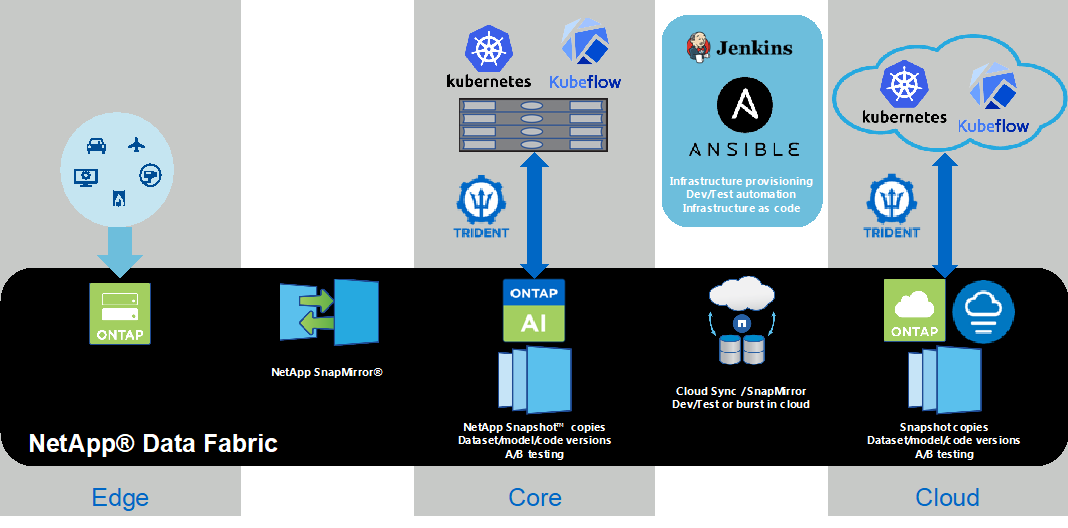 kubernetes
Kubeflow
Jenkins
ANSIBLE
Infrastructure provisioning
Dev/Test automation
Infrastructure as code
kubernetes
Kubeflow
TRIDENT
TRIDENT
ONTAP
NetApp SnapMirror®
ONTAP
AI
NetApp Snapshot™ copies
Dataset/model/code versions
A/B testing
Cloud Sync /SnapMirror
Dev/Test or burst in cloud
ONTAP
Snapshot copies
Dataset/model/code versions
A/B testing
NetApp® Data Fabric
Edge
Core
Cloud